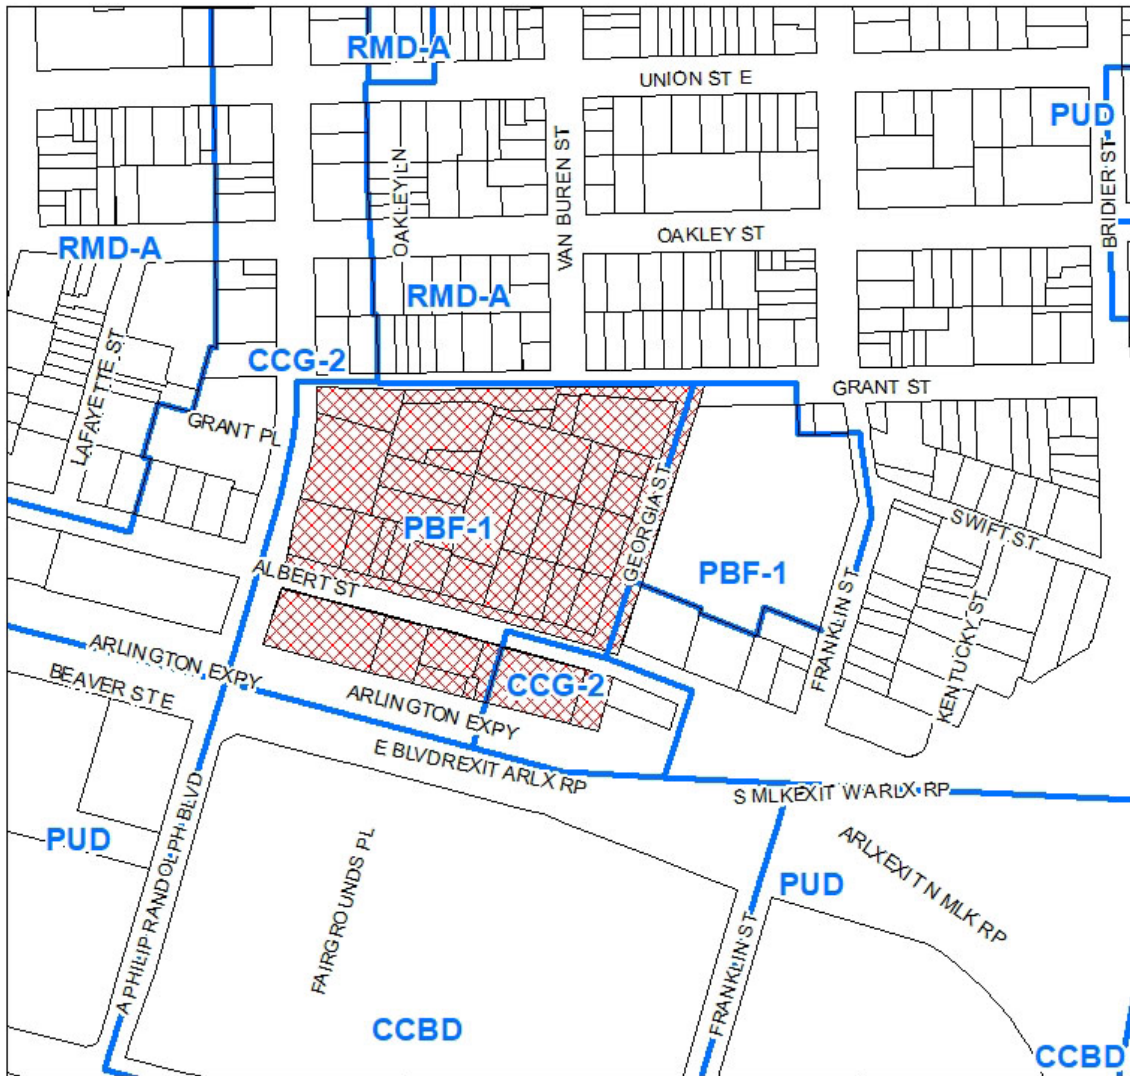 RMD-A
UNION ST E
PUD
OAKLEY LN
VAN BUREN ST
BRIDIER ST
RMD-A
OAKLEY ST
RMD-A
LAFAYETTE ST
CCG-2
GRANT ST
GRANT PL
PBF-1
GEORGIA ST
SWIFT ST
ALBERT ST
PBF-1
FRANKLIN ST
KENTUCKY ST
ARLINGTON EXPY
BEAVER ST E
CCG-2
ARLINGTON EXPY
E BLVDREXIT ARLX RP
S MLKEXIT W ARLX RP
PUD
A PHILIP RANDOLPH BLVD
FAIRGROUNDS PL
PUD
ARLXEXIT N MLK RP
FRANKLIN ST
CCBD
CCBD